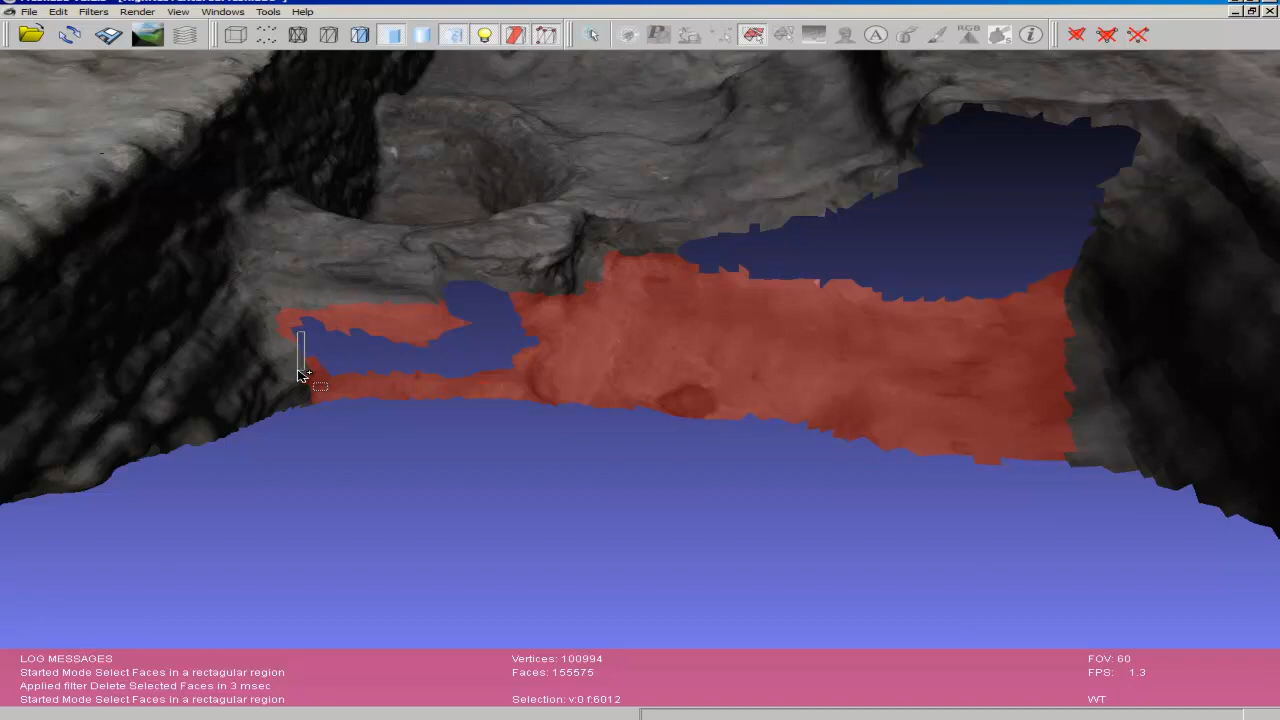 File Edit Filters Render View Windows Tools Help
A RGB i
LOG MESSAGES
Started Mode Select Faces in a rectagular region
Applied filter Delete Selected Faces in 3 msec
Started Mode Select Faces in a rectagular region
Vertices: 100994
Faces: 155575
Selection: v:0 f:6012
FOV: 60
FPS: 1.3
WT